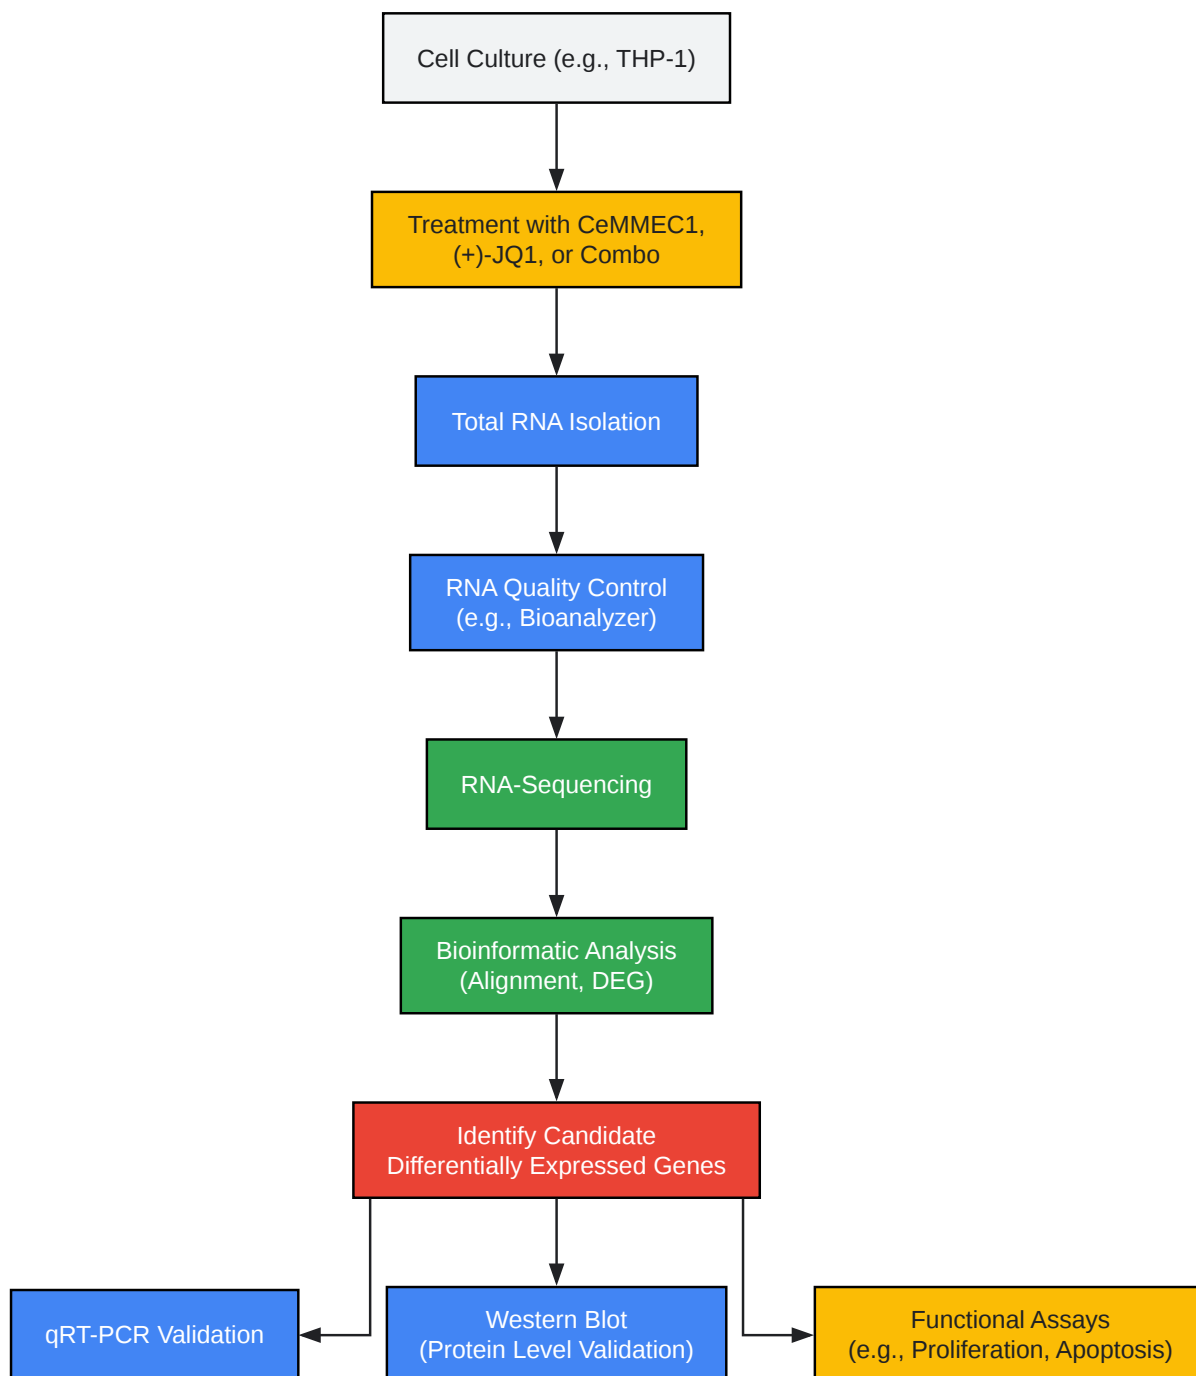 Cell Culture (e.g., THP-1)
Treatment with CeMMEC1,
(+)-JQ1, or Combo
Total RNA Isolation
RNA Quality Control
(e.g., Bioanalyzer)
RNA-Sequencing
Bioinformatic Analysis
(Alignment, DEG)
Identify Candidate
Differentially Expressed Genes
qRT-PCR Validation
Western Blot
(Protein Level Validation)
Functional Assays
(e.g., Proliferation, Apoptosis)